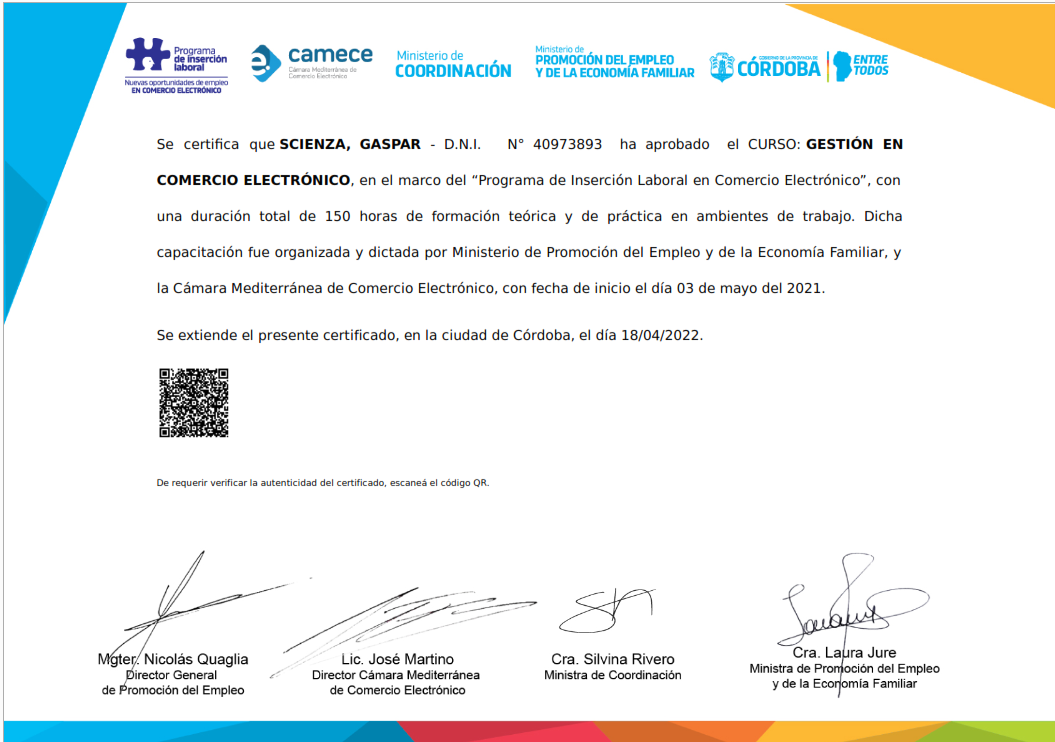 Programa
de inserción
laboral
Nuevas oportunidades de empleo
EN COMERCIO ELECTRÓNICO
camece
Cámara Mediterránea de
Comercio Electrónico
Ministerio de
COORDINACIÓN
Ministerio de
PROMOCIÓN DEL EMPLEO
Y DE LA ECONOMÍA FAMILIAR
GOBIERNO DE LA PROVINCIA DE
CÓRDOBA
ENTRE
TODOS
Se certifica que SCIENZA, GASPAR - D.N.I. N° 40973893 ha aprobado el CURSO: GESTIÓN EN
COMERCIO ELECTRÓNICO, en el marco del “Programa de Inserción Laboral en Comercio Electrónico”, con
una duración total de 150 horas de formación teórica y de práctica en ambientes de trabajo. Dicha
capacitación fue organizada y dictada por Ministerio de Promoción del Empleo y de la Economía Familiar, y
la Cámara Mediterránea de Comercio Electrónico, con fecha de inicio el día 03 de mayo del 2021.
Se extiende el presente certificado, en la ciudad de Córdoba, el día 18/04/2022.
De requerir verificar la autenticidad del certificado, escaneá el código QR.
Mgter. Nicolás Quaglia
Director General
de Promoción del Empleo
Lic. José Martino
Director Cámara Mediterránea
de Comercio Electrónico
Cra. Silvina Rivero
Ministra de Coordinación
Cra. Laura Jure
Ministra de Promoción del Empleo
y de la Economía Familiar